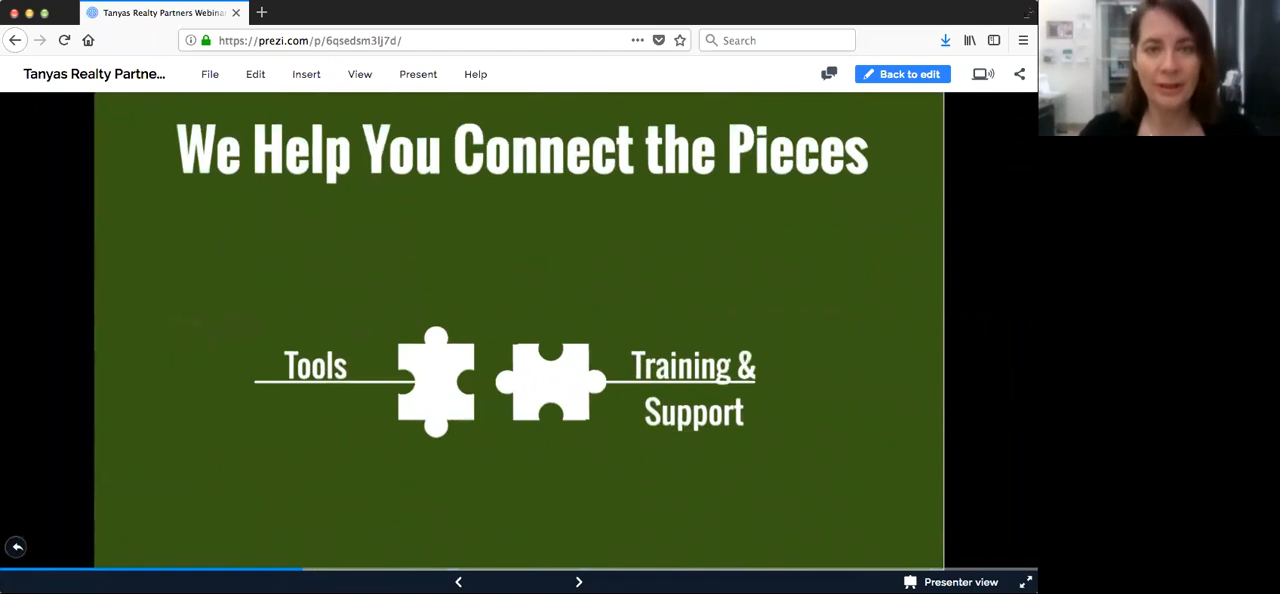 Tanyas Realty Partners Webinar
https://prezi.com/p/6qsedsm3lj7d/
Search
Tanyas Realty Partne...
File
Edit
Insert
View
Present
Help
Back to edit
We Help You Connect the Pieces
Tools
Training &
Support
Presenter view